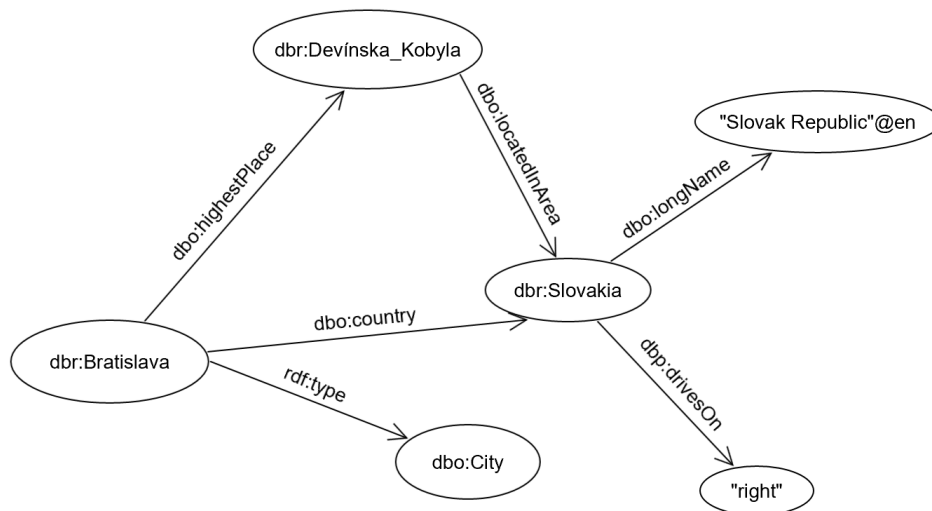 dbr:Devínska_Kobyla
"Slovak Republic"@en
dbo:highestPlace
dbo:locatedInArea
dbo:longName
dbr:Slovakia
dbo:country
dbr:Bratislava
rdf:type
dbp:drivesOn
dbo:City
"right"